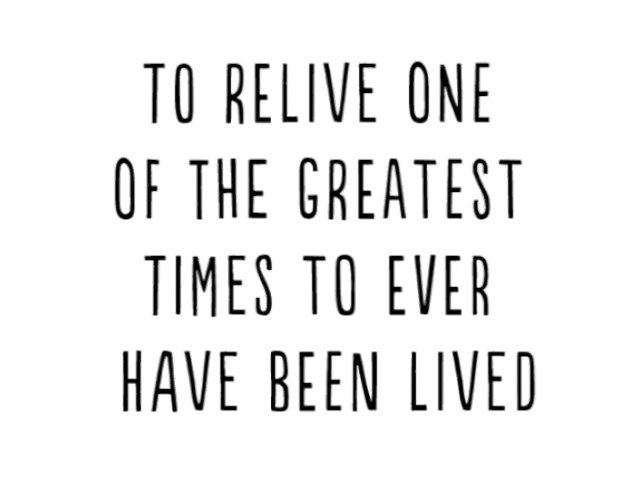 TO RELIVE ONE
OF THE GREATEST
TIMES TO EVER
HAVE BEEN LIVED